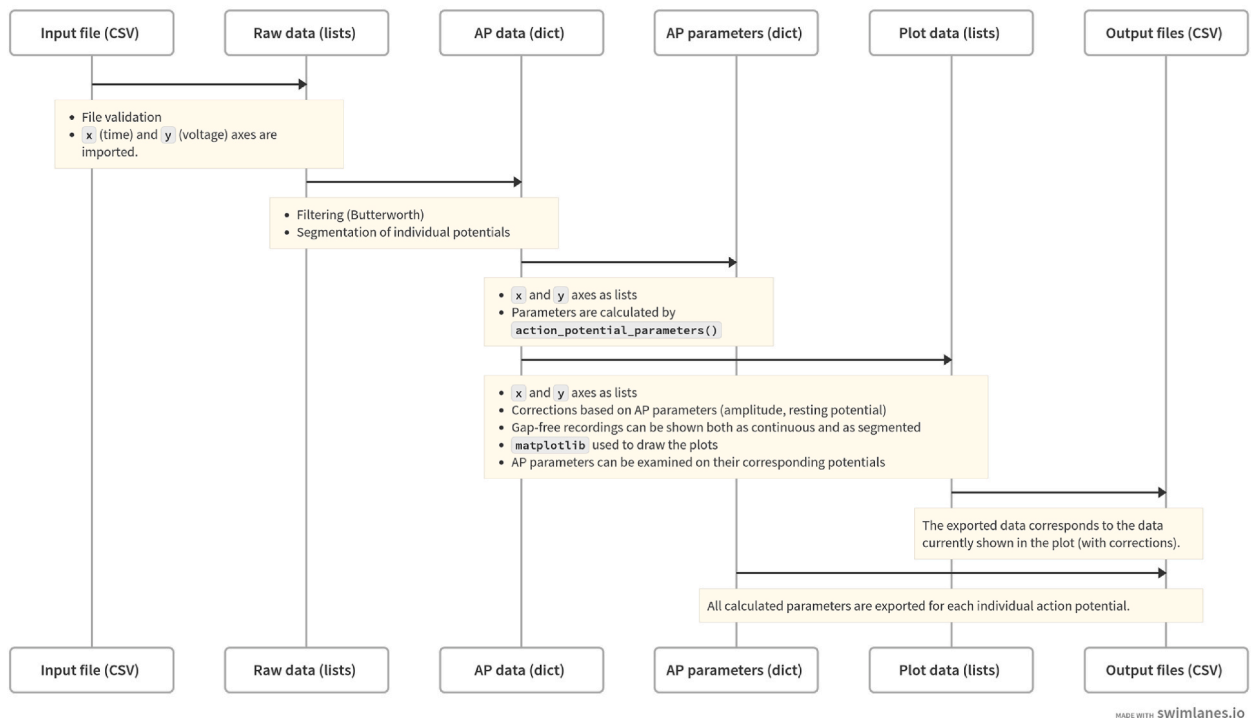 Input file (CSV)
Raw data (lists)
AP data (dict)
AP parameters (dict)
Plot data (lists)
Output files (CSV)
• File validation
• x (time) and y (voltage) axes are
imported.
• Filtering (Butterworth)
• Segmentation of individual potentials
• x and y axes as lists
• Parameters are calculated by
action_potential_parameters()
• x and y axes as lists
• Corrections based on AP parameters (amplitude, resting potential)
• Gap-free recordings can be shown both as continuous and as segmented
• matplotlib used to draw the plots
• AP parameters can be examined on their corresponding potentials
The exported data corresponds to the data
currently shown in the plot (with corrections).
All calculated parameters are exported for each individual action potential.
Input file (CSV)
Raw data (lists)
AP data (dict)
AP parameters (dict)
Plot data (lists)
Output files (CSV)
MADE WITH swimlanes.io